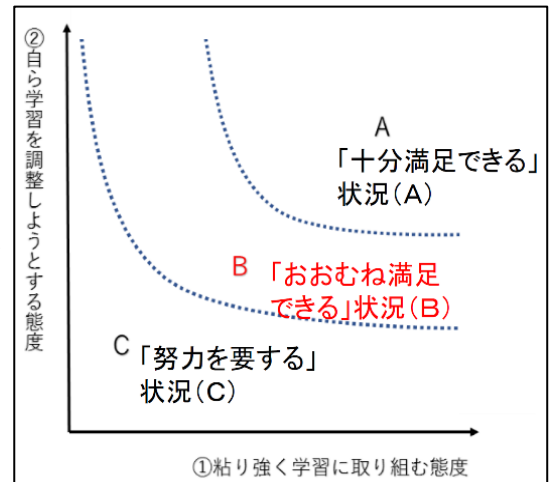 ②自ら学習を調整しようとする態度
A
「十分満足できる」
状況(A)
B
「おおむね満足
できる」状況(B)
C
「努力を要する」
状況(C)
①粘り強く学習に取り組む態度